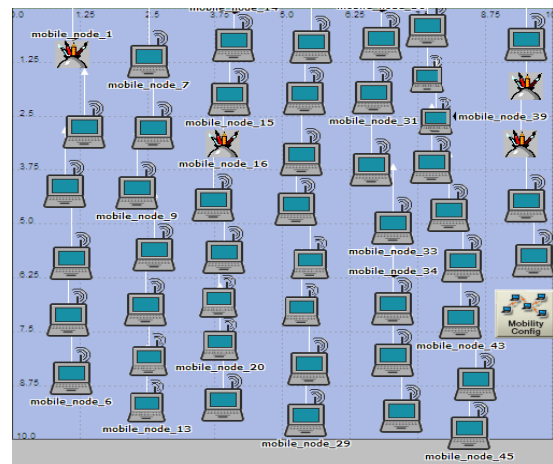 0.0 1.25 2.5 3.75 5.0 6.25 7.5 8.75
mobile_node_1
1.25
mobile_node_7
mobile_node_15
mobile_node_31
mobile_node_39
2.5
mobile_node_16
3.75
mobile_node_9
5.0
mobile_node_33
mobile_node_34
6.25
Mobility
Config
7.5
mobile_node_43
mobile_node_20
8.75
mobile_node_6
mobile_node_13
10.0
mobile_node_29
mobile_node_45